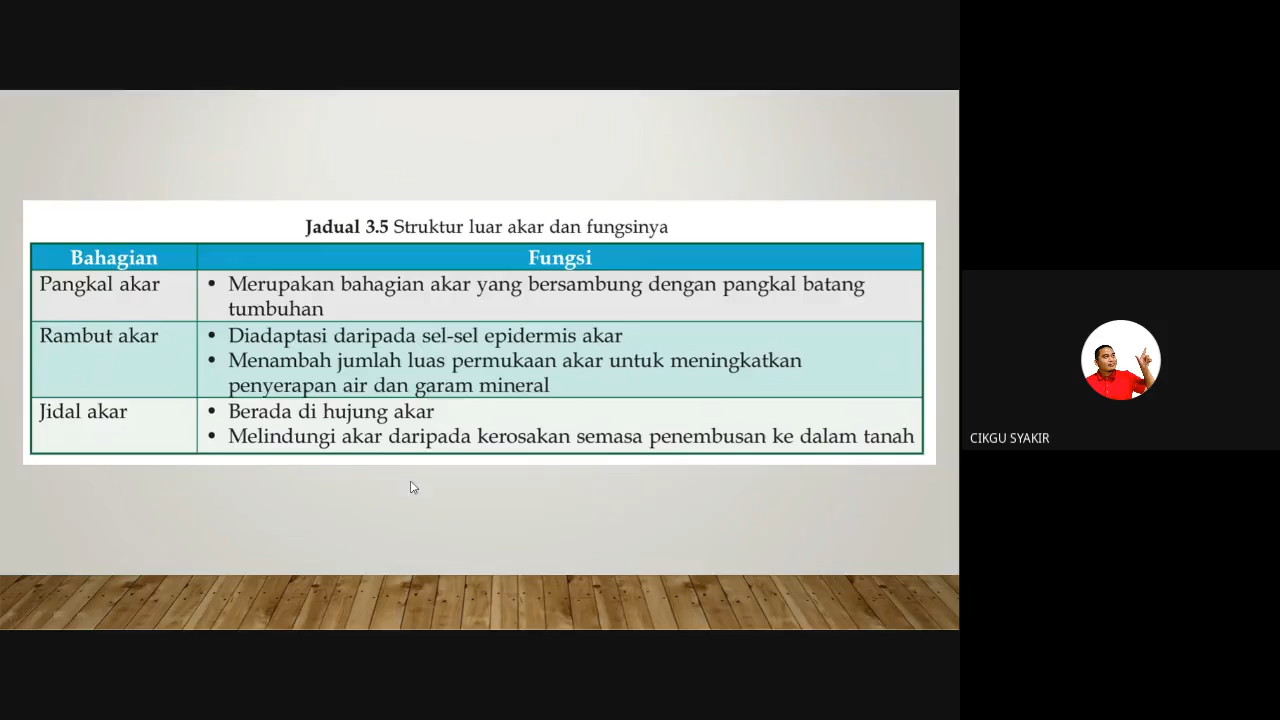 Jadual 3.5 Struktur luar akar dan fungsinya
Bahagian
Fungsi
Pangkal akar
• Merupakan bahagian akar yang bersambung dengan pangkal batang
tumbuhan
Rambut akar
• Diadaptasi daripada sel-sel epidermis akar
• Menambah jumlah luas permukaan akar untuk meningkatkan
penyerapan air dan garam mineral
Jidal akar
• Berada di hujung akar
• Melindungi akar daripada kerosakan semasa penembusan ke dalam tanah
CIKGU SYAKIR